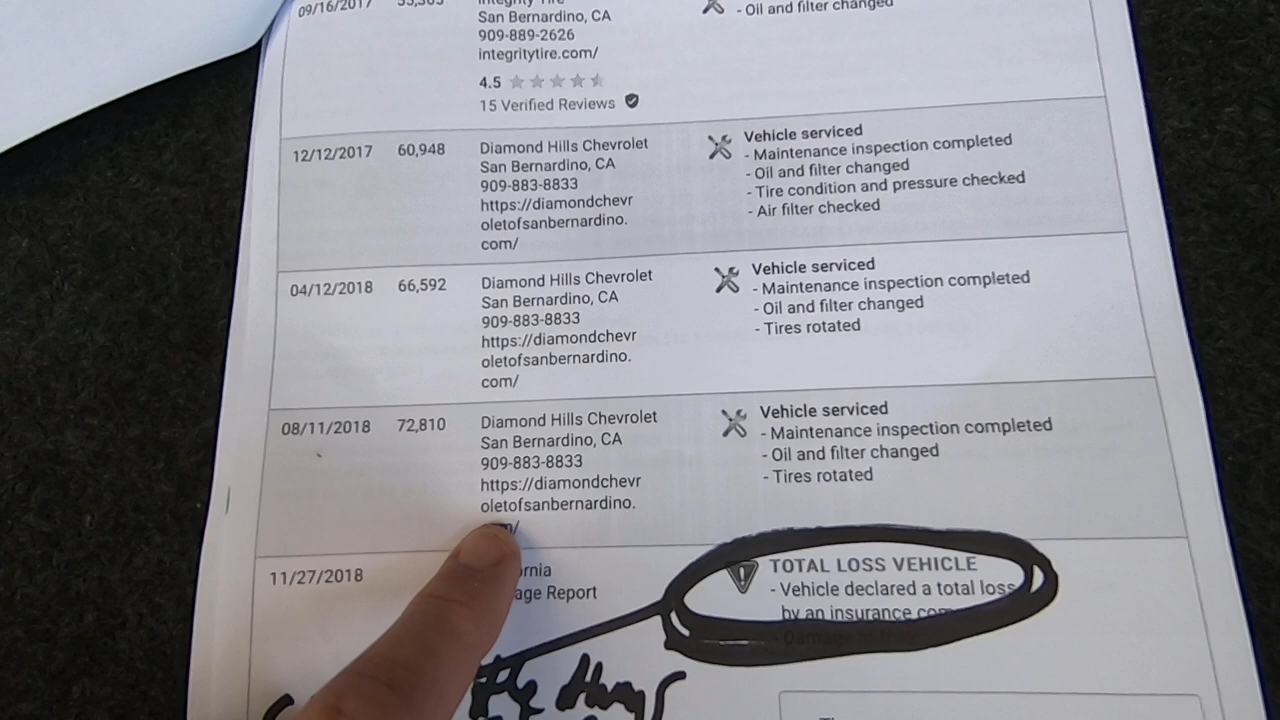 09/16/2017
San Bernardino, CA
909-889-2626
integritytire.com/
4.5
15 Verified Reviews
- Oil and filter changed
12/12/2017 60,948
Diamond Hills Chevrolet
San Bernardino, CA
909-883-8833
https://diamondchevr
oletofsanbernardino.
com/
Vehicle serviced
- Maintenance inspection completed
- Oil and filter changed
- Tire condition and pressure checked
- Air filter checked
04/12/2018 66,592
Diamond Hills Chevrolet
San Bernardino, CA
909-883-8833
https://diamondchevr
oletofsanbernardino.
com/
Vehicle serviced
- Maintenance inspection completed
- Oil and filter changed
- Tires rotated
08/11/2018 72,810
Diamond Hills Chevrolet
San Bernardino, CA
909-883-8833
https://diamondchevr
oletofsanbernardino.
Vehicle serviced
- Maintenance inspection completed
- Oil and filter changed
- Tires rotated
11/27/2018
Report
TOTAL LOSS VEHICLE
- Vehicle declared a total loss
by an insurance